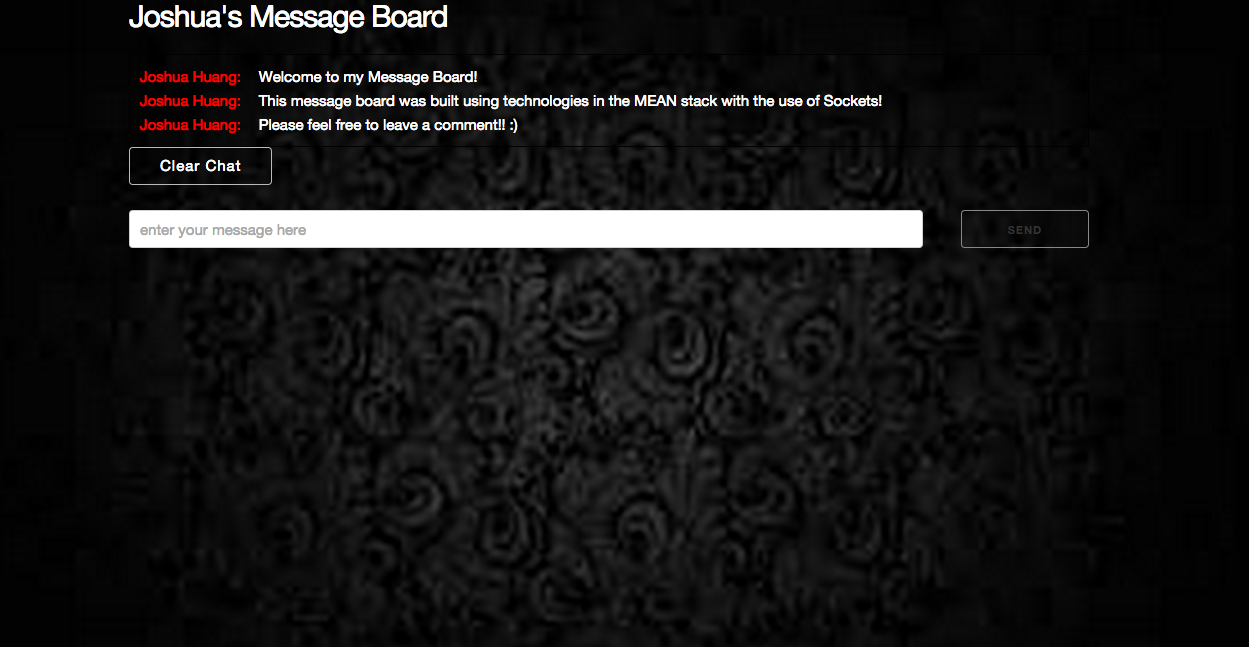 Joshua's Message Board
Joshua Huang: Welcome to my Message Board!
Joshua Huang: This message board was built using technologies in the MEAN stack with the use of Sockets!
Joshua Huang: Please feel free to leave a comment!! :)
Clear Chat
enter your message here SEND